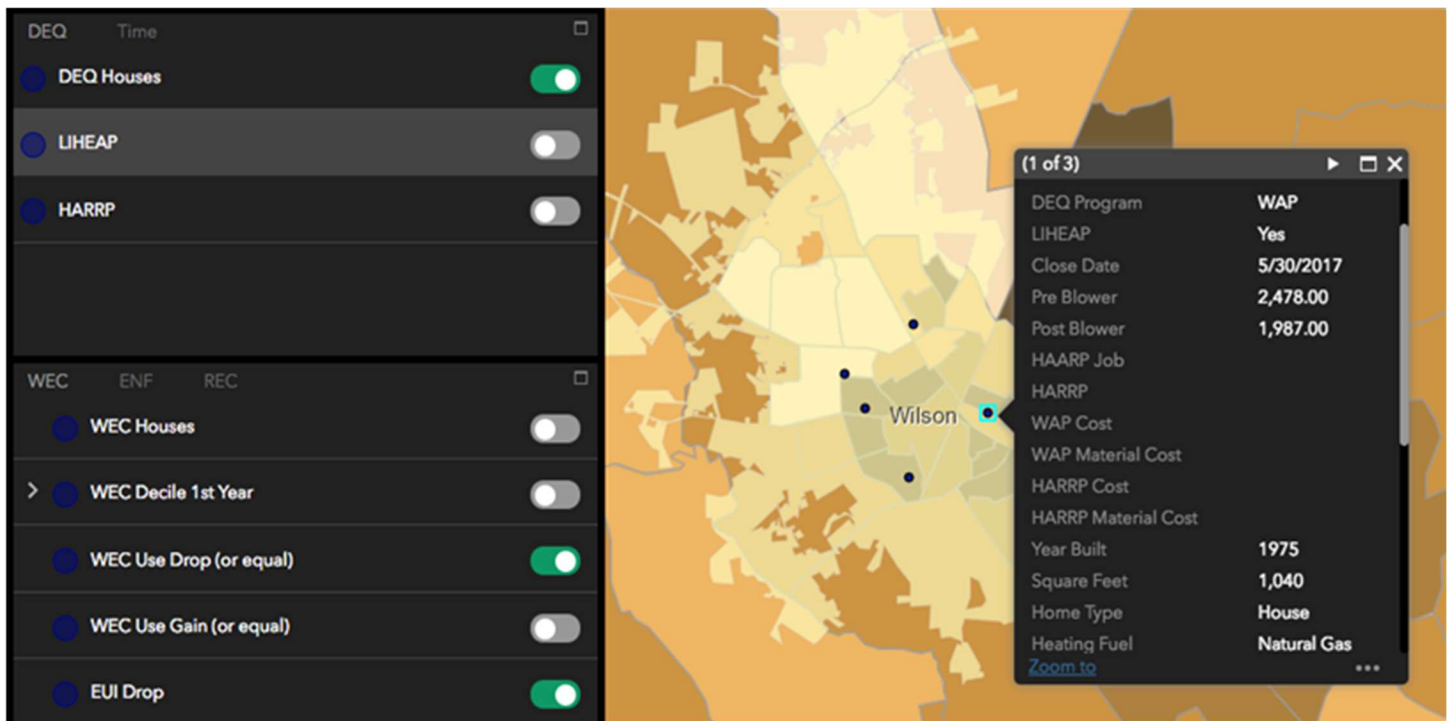 DEQ Time
DEQ Houses
LIHEAP
HARRP
WEC ENF REC
WEC Houses
WEC Decile 1st Year
WEC Use Drop (or equal)
WEC Use Gain (or equal)
EUI Drop
Wilson
(1 of 3)
DEQ Program WAP
LIHEAP Yes
Close Date 5/30/2017
Pre Blower 2,478.00
Post Blower 1,987.00
HAARP Job
HARRP
WAP Cost
WAP Material Cost
HARRP Cost
HARRP Material Cost
Year Built 1975
Square Feet 1,040
Home Type House
Heating Fuel Natural Gas
Zoom to